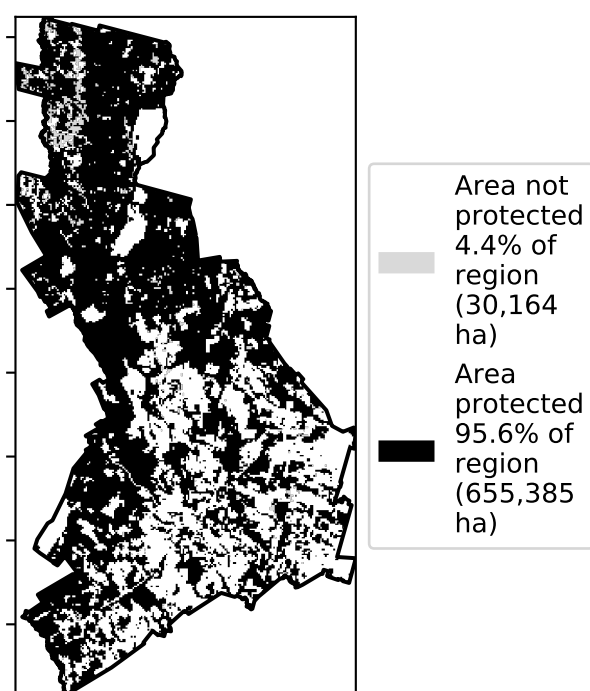 Area not
protected
4.4% of
region
(30,164
ha)
Area
protected
95.6% of
region
(655,385
ha)